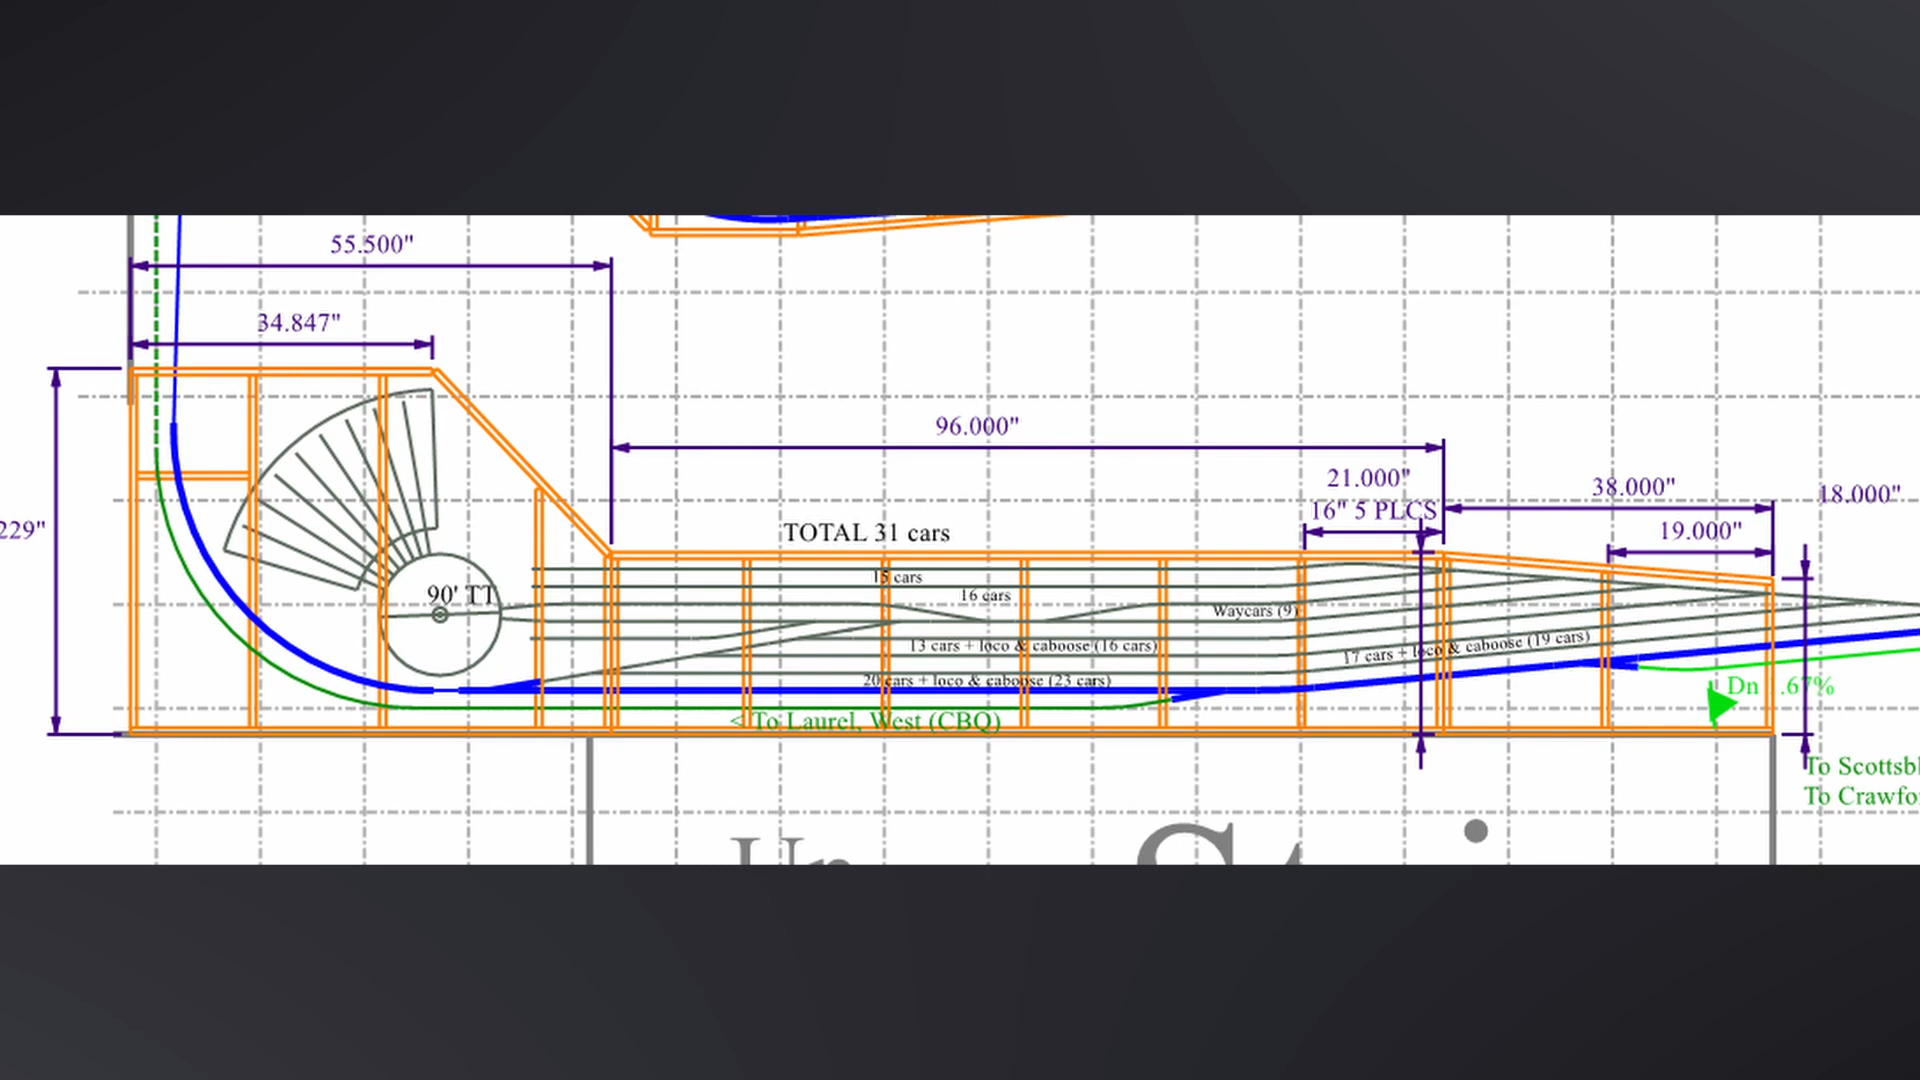 55.500"
34.847"
96.000"
21.000"
16" 5 PLCS
38.000"
18.000"
19.000"
229"
TOTAL 31 cars
15 cars
90' TT
16 cars
Waycars (9)
13 cars + loco & caboose (16 cars)
17 cars + loco & caboose (19 cars)
20 cars + loco & caboose (23 cars)
Dn .67%
< To Laurel, West (CBQ)
To Scottsbl
To Crawfo